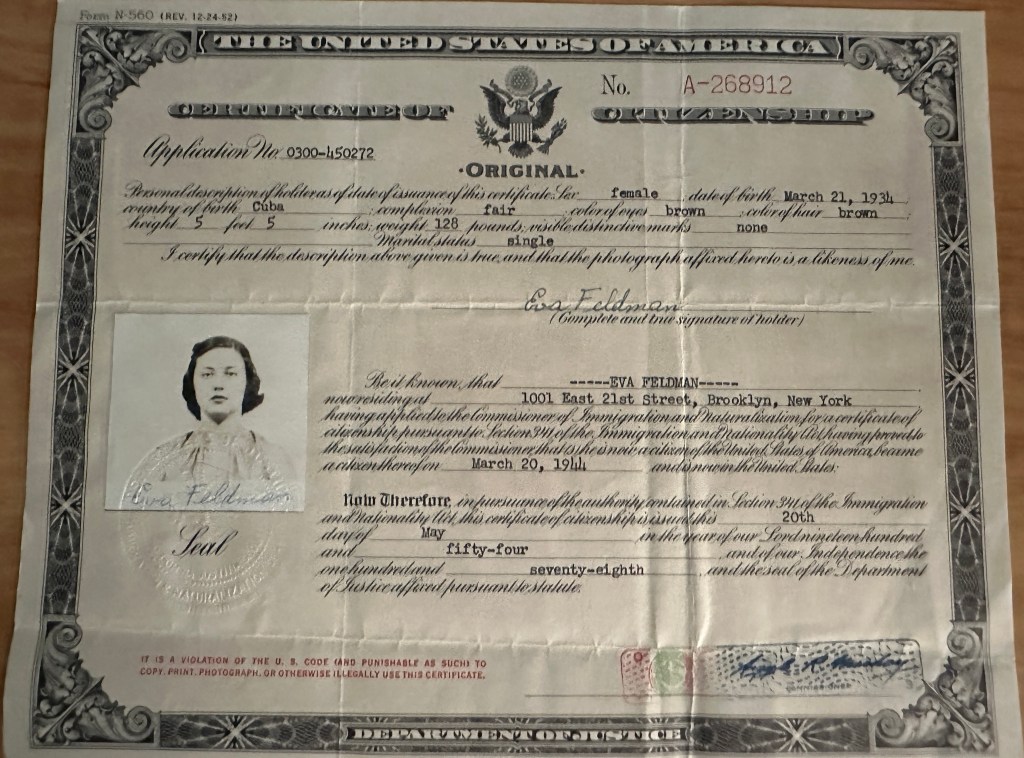 Form N-560 (REV. 12-24-52)
THE UNITED STATES OF AMERICA
No. A-268912
CERTIFICATE OF CITIZENSHIP
Application No. 0300-450272
·ORIGINAL·
Personal description of holder as of date of issuance of this certificate: Sex female date of birth March 21, 1934
country of birth Cuba ; complexion fair color of eyes brown ; color of hair brown
height 5 feet 5 inches; weight 128 pounds; visible distinctive marks none
Marital status single
I certify that the description above given is true, and that the photograph affixed hereto is a likeness of me.
Eva Feldman
(Complete and true signature of holder)
Be it known, that -----EVA FELDMAN-----
now residing at 1001 East 21st Street, Brooklyn, New York
having applied to the Commissioner of Immigration and Naturalization for a certificate of
citizenship pursuant to Section 341 of the Immigration and Nationality Act, having proved to
the satisfaction of the Commissioner, that is he now a citizen of the United States of America, became
a citizen thereof on March 20, 1944 and is now in the United States:
Now Therefore, in pursuance of the authority contained in Section 341 of the Immigration
and Nationality Act, this certificate of citizenship is issued this 20th
day of May in the year of our Lord nineteen hundred
and fifty-four and of our Independence the
one hundred and seventy-eighth and the seal of the Department
of Justice affixed pursuant to statute.
Eva Feldman
Seal
NATURALIZATION
IT IS A VIOLATION OF THE U. S. CODE (AND PUNISHABLE AS SUCH) TO
COPY, PRINT, PHOTOGRAPH, OR OTHERWISE ILLEGALLY USE THIS CERTIFICATE.
COMMISSIONER
DEPARTMENT OF JUSTICE